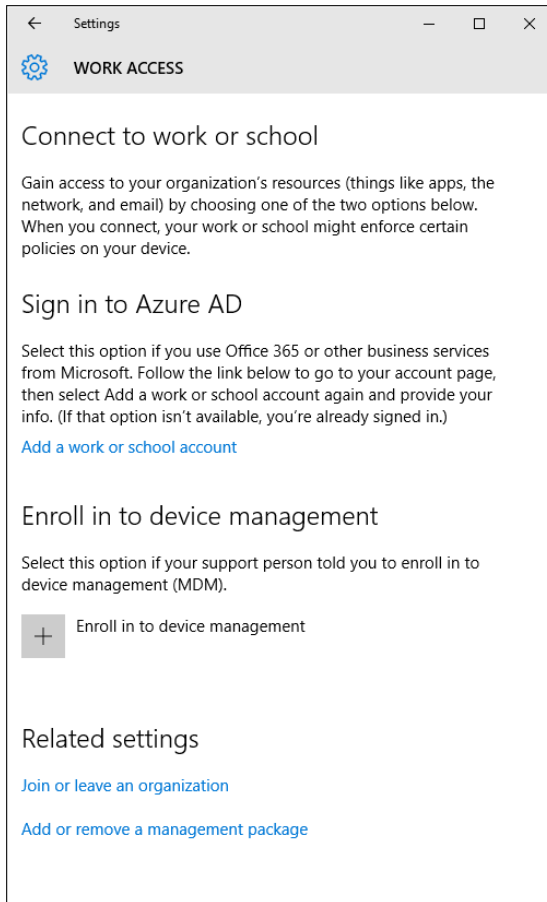 Settings
WORK ACCESS
Connect to work or school
Gain access to your organization's resources (things like apps, the
network, and email) by choosing one of the two options below.
When you connect, your work or school might enforce certain
policies on your device.
Sign in to Azure AD
Select this option if you use Office 365 or other business services
from Microsoft. Follow the link below to go to your account page,
then select Add a work or school account again and provide your
info. (If that option isn't available, you're already signed in.)
Add a work or school account
Enroll in to device management
Select this option if your support person told you to enroll in to
device management (MDM).
Enroll in to device management
Related settings
Join or leave an organization
Add or remove a management package